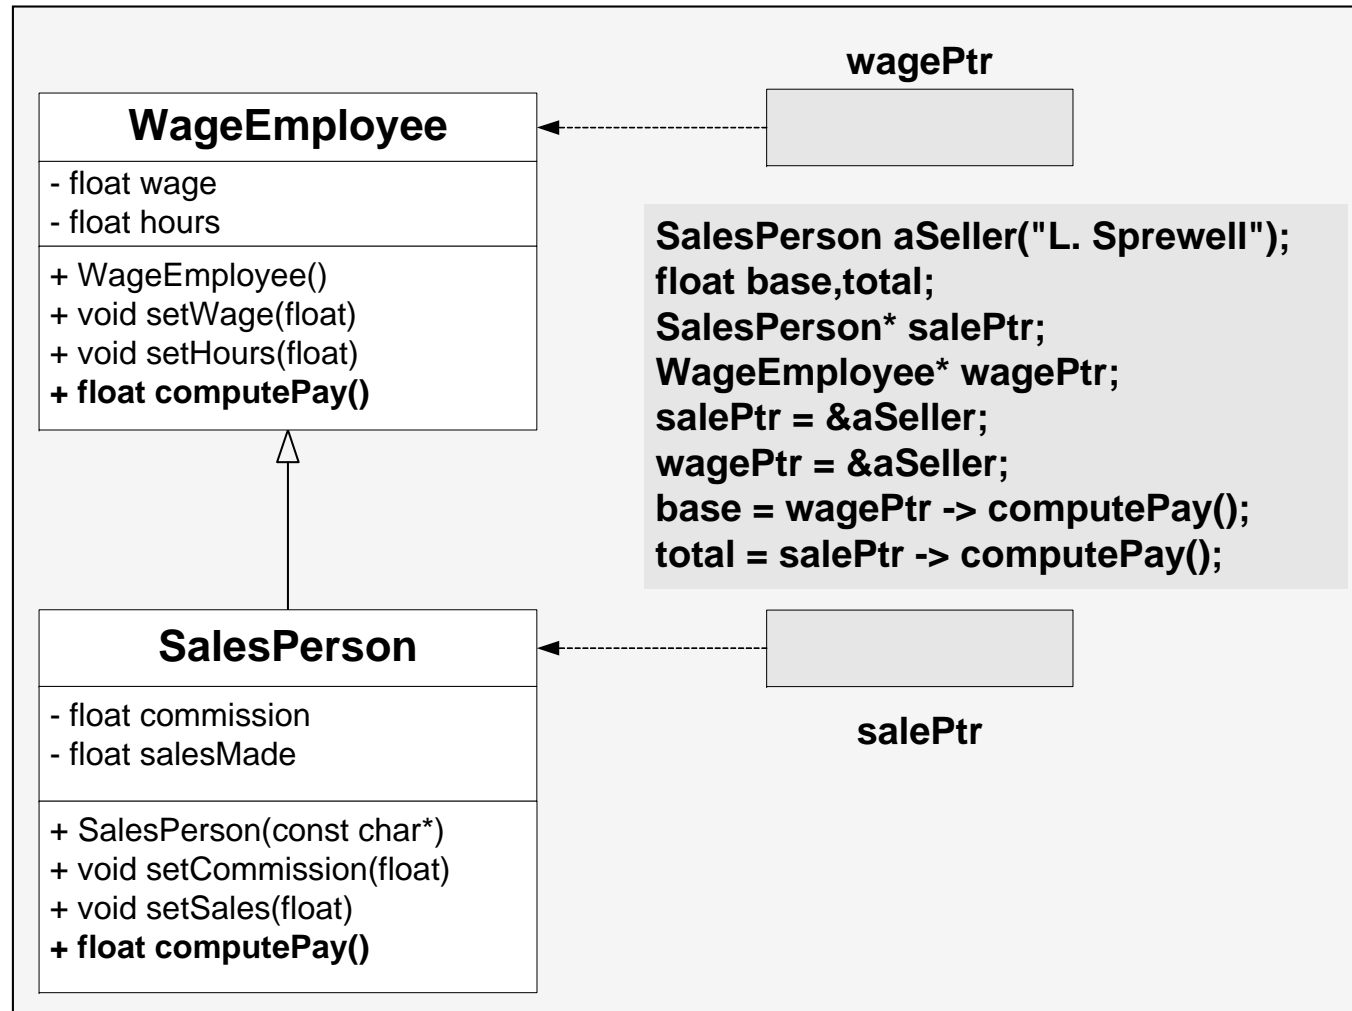 wagePtr
WageEmployee
- float wage
- float hours
+ WageEmployee()
+ void setWage(float)
+ void setHours(float)
+ float computePay()
SalesPerson aSeller("L. Sprewell");
float base,total;
SalesPerson* salePtr;
WageEmployee* wagePtr;
salePtr = &aSeller;
wagePtr = &aSeller;
base = wagePtr -> computePay();
total = salePtr -> computePay();
SalesPerson
- float commission
- float salesMade
+ SalesPerson(const char*)
+ void setCommission(float)
+ void setSales(float)
+ float computePay()
salePtr